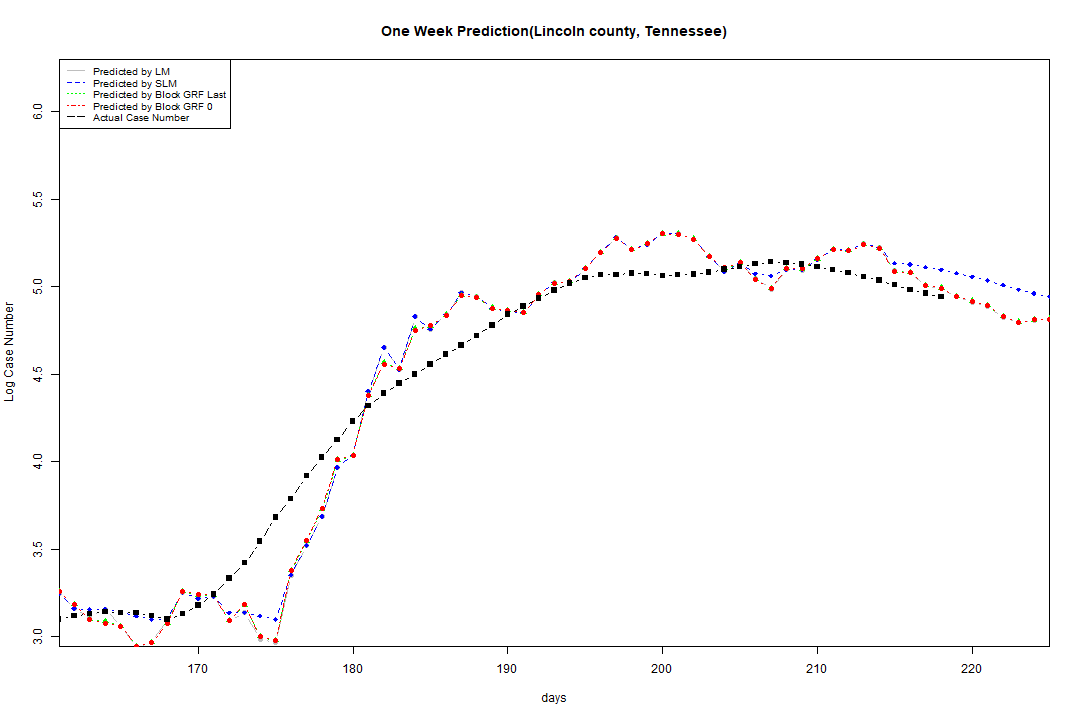 One Week Prediction(Lincoln county, Tennessee)
Predicted by LM
Predicted by SLM
Predicted by Block GRF Last
Predicted by Block GRF 0
Actual Case Number
6.0
5.5
5.0
4.5
4.0
3.5
3.0
Log Case Number
170 180 190 200 210 220
days